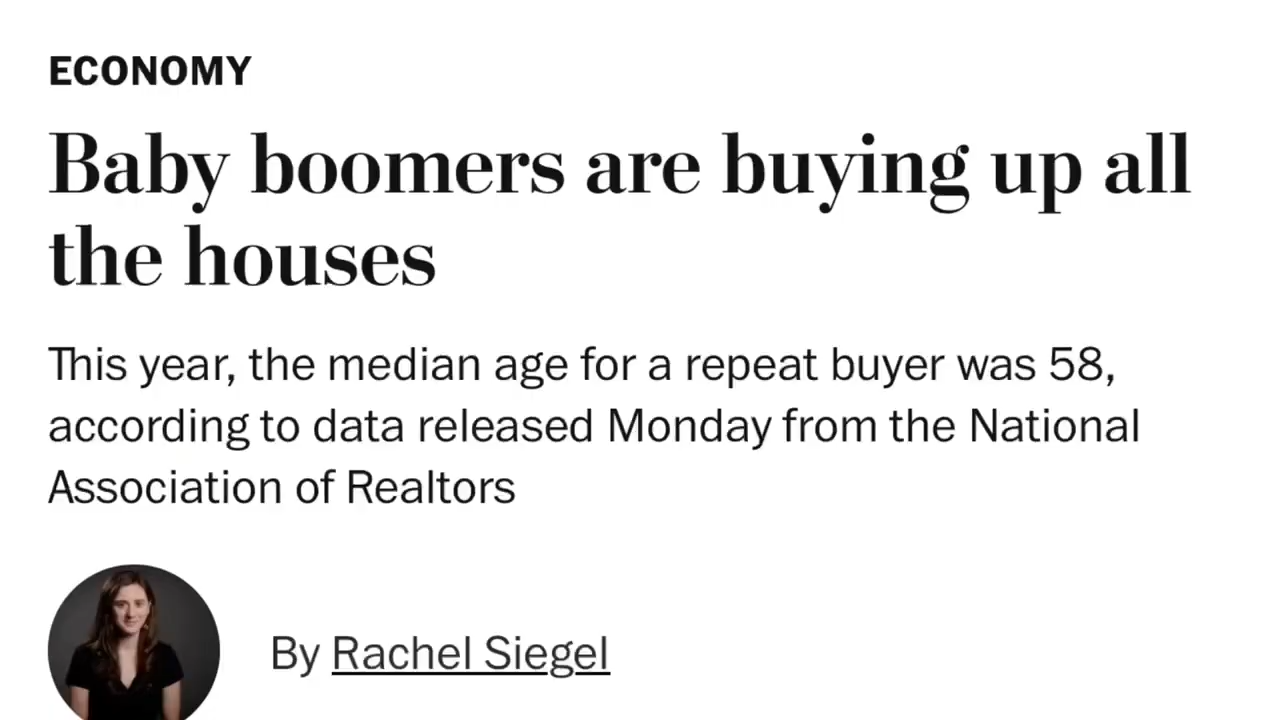 ECONOMY
Baby boomers are buying up all
the houses
This year, the median age for a repeat buyer was 58,
according to data released Monday from the National
Association of Realtors
By Rachel Siegel